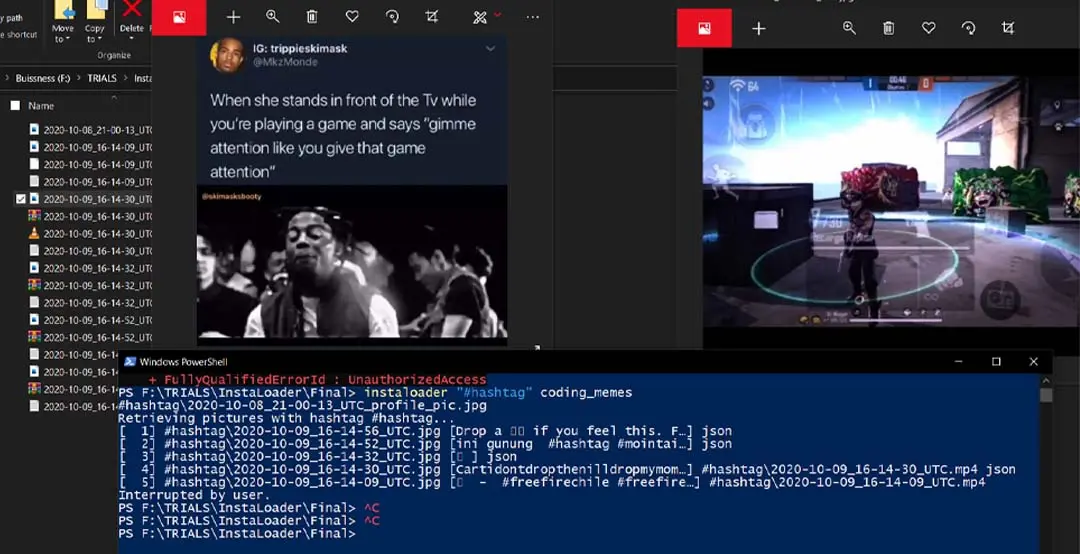 y path
e shortcut
Move
to
Copy
to
Delete
Organize
Buissness (F:) > TRIALS > Insta
Name
2020-10-08_21-00-13_UTC
2020-10-09_16-14-09_UTC
2020-10-09_16-14-09_UTC
2020-10-09_16-14-09_UTC
2020-10-09_16-14-30_UTC
2020-10-09_16-14-30_UTC
2020-10-09_16-14-30_UTC
2020-10-09_16-14-30_UTC
2020-10-09_16-14-32_UTC
2020-10-09_16-14-32_UTC
2020-10-09_16-14-32_UTC
2020-10-09_16-14-52_UTC
2020-10-09_16-14-52_UTC
2020-10-09_16-14
2020-10-09_16-14
2020-10-09_16-14
2020-10-09_16-14
IG: trippieskimask
@MkzMonde
When she stands in front of the Tv while
you're playing a game and says "gimme
attention like you give that game
attention"
@skimasksbooty
64
1
00:46
0
7/30
Windows PowerShell
+ FullyQualifiedErrorId : UnauthorizedAccess
PS F:\TRIALS\InstaLoader\Final> instaloader "#hashtag" coding_memes
#hashtag\2020-10-08_21-00-13_UTC_profile_pic.jpg
Retrieving pictures with hashtag #hashtag...
[ 1] #hashtag\2020-10-09_16-14-56_UTC.jpg [Drop a □□ if you feel this. F…] json
[ 2] #hashtag\2020-10-09_16-14-52_UTC.jpg [ini gunung #hashtag #mointai…] json
[ 3] #hashtag\2020-10-09_16-14-32_UTC.jpg [□ ] json
[ 4] #hashtag\2020-10-09_16-14-30_UTC.jpg [Cartidontdropthenilldropmymom…] #hashtag\2020-10-09_16-14-30_UTC.mp4 json
[ 5] #hashtag\2020-10-09_16-14-09_UTC.jpg [□ - #freefirechile #freefire…] #hashtag\2020-10-09_16-14-09_UTC.mp4
Interrupted by user.
PS F:\TRIALS\InstaLoader\Final> ^C
PS F:\TRIALS\InstaLoader\Final> ^C
PS F:\TRIALS\InstaLoader\Final>